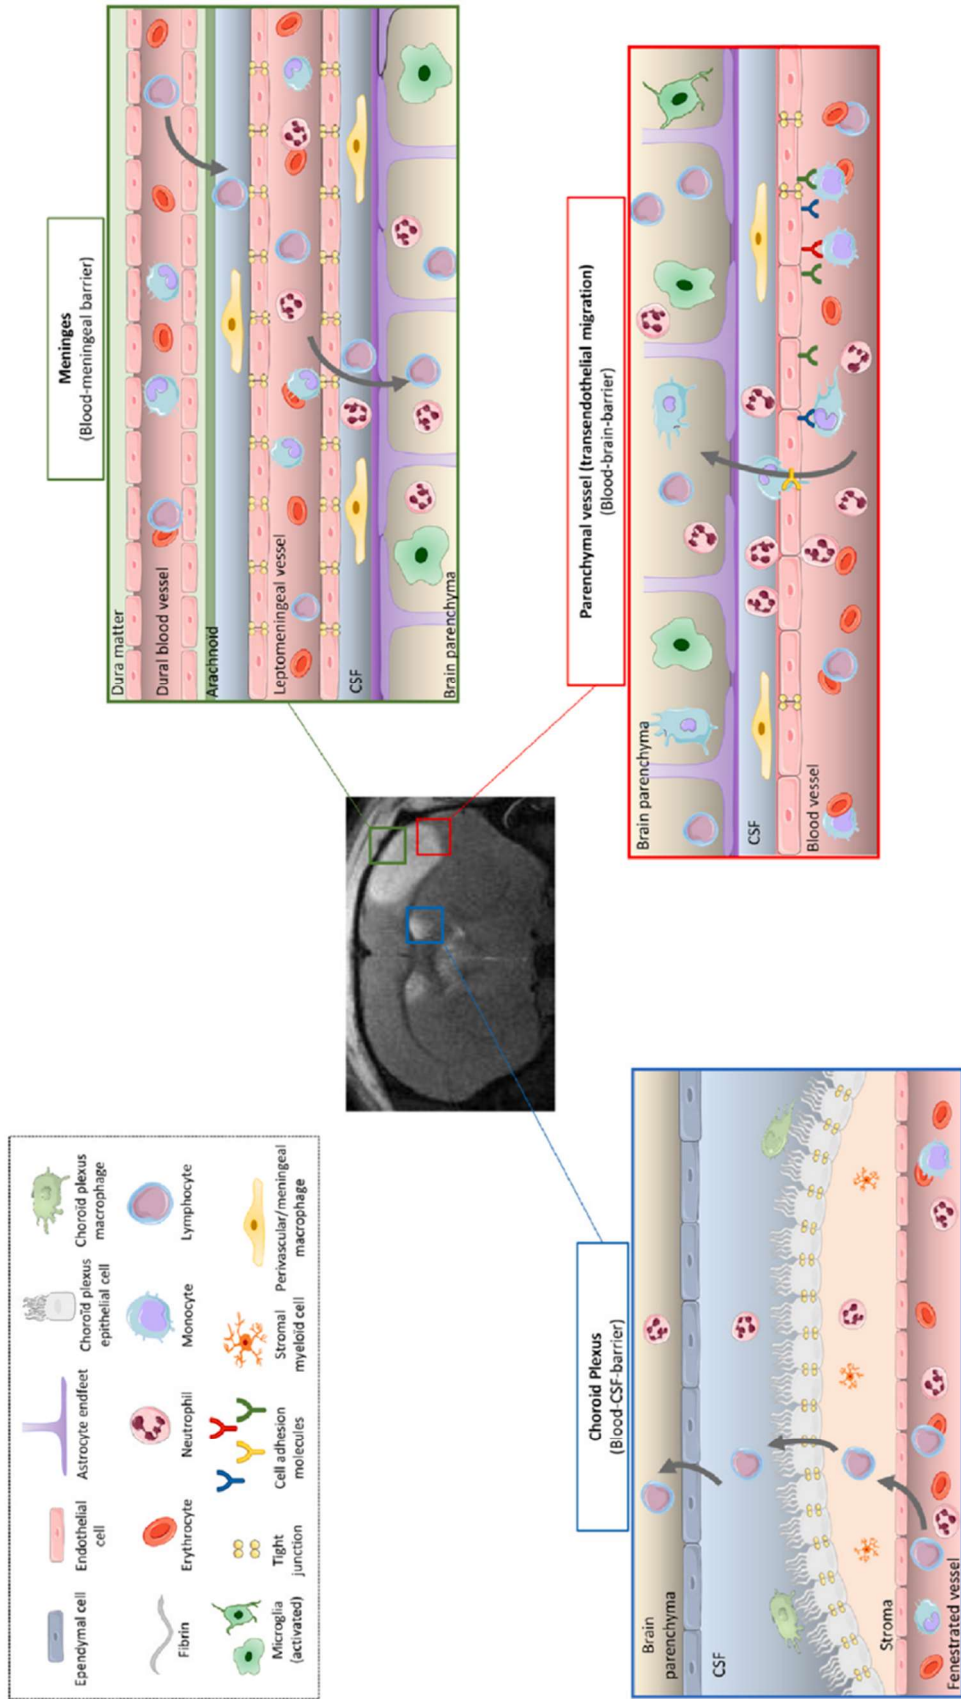 Ependymal cell
Endothelial
cell
Astrocyte endfeet
Choroïd plexus
epithelial cell
Choroïd plexus
macrophage
Fibrin
Erythrocyte
Neutrophil
Monocyte
Lymphocyte
Microglia
(activated)
Tight
junction
Cell adhesion
molecules
Stromal
myeloid cell
Perivascular/meningeal
macrophage
Meninges
(Blood-meningeal barrier)
Dura matter
Dural blood vessel
Arachnoïd
Leptomeningeal vessel
CSF
Brain parenchyma
Choroid Plexus
(Blood-CSF-barrier)
Brain
parenchyma
CSF
Stroma
Fenestrated vessel
Parenchymal vessel (transendothelial migration)
(Blood-brain-barrier)
Brain parenchyma
CSF
Blood vessel